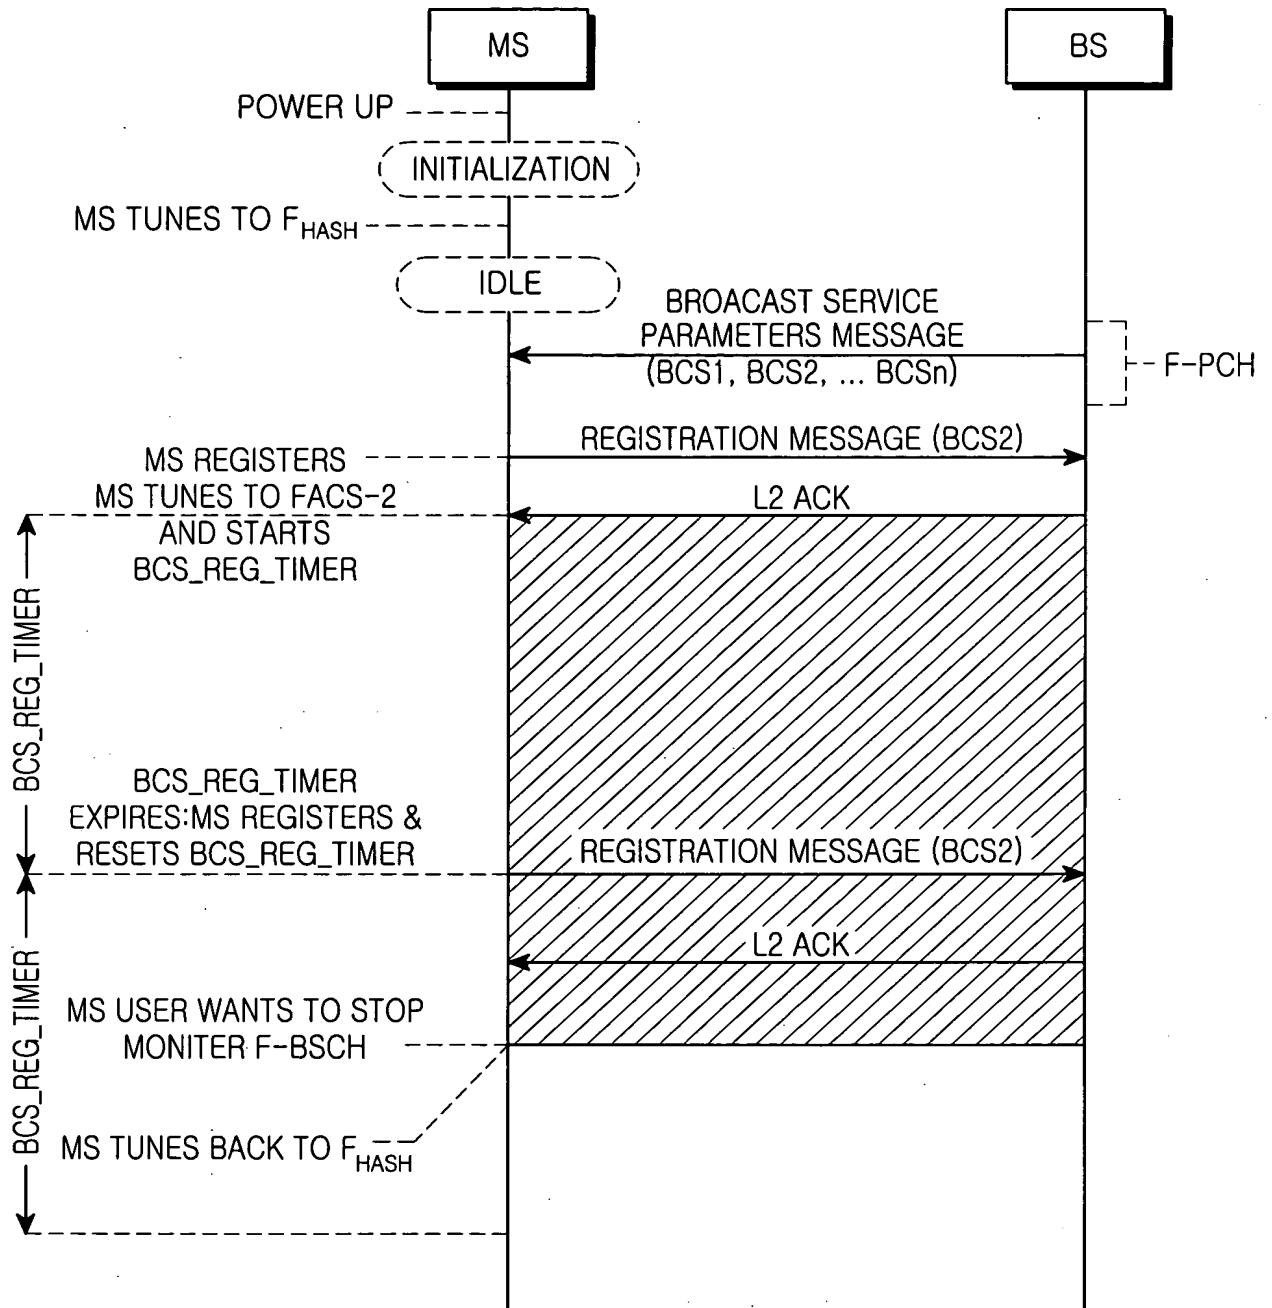 MS
BS
POWER UP
INITIALIZATION
MS TUNES TO FHASH
IDLE
BROACAST SERVICE
PARAMETERS MESSAGE
(BCS1, BCS2, ... BCSn)
F-PCH
REGISTRATION MESSAGE (BCS2)
MS REGISTERS
MS TUNES TO FACS-2
AND STARTS
BCS_REG_TIMER
L2 ACK
BCS_REG_TIMER
BCS_REG_TIMER
EXPIRES:MS REGISTERS &
RESETS BCS_REG_TIMER
REGISTRATION MESSAGE (BCS2)
L2 ACK
BCS_REG_TIMER
MS USER WANTS TO STOP
MONITER F-BSCH
MS TUNES BACK TO FHASH